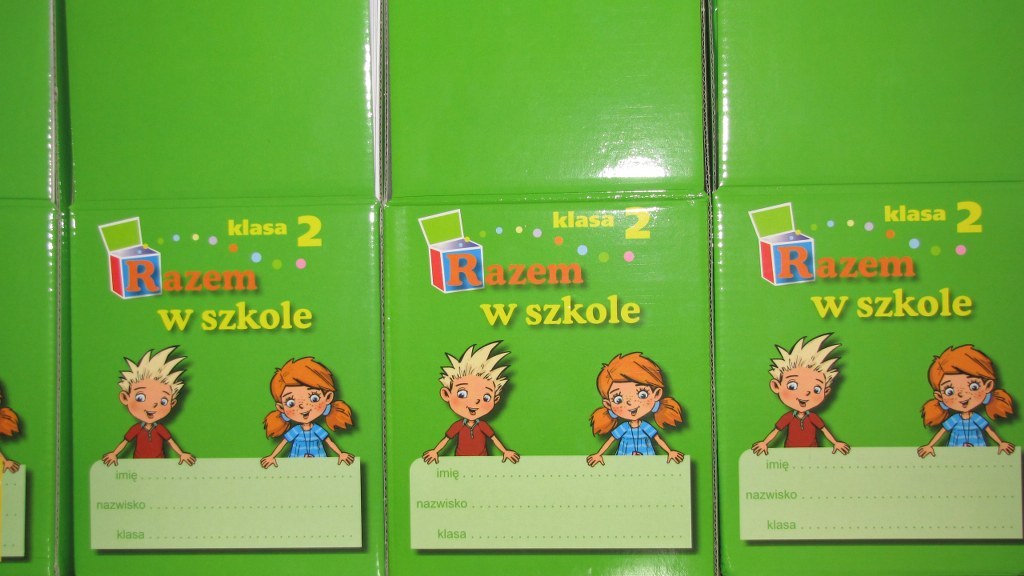 klasa 2
Razem
w szkole
imię
nazwisko
klasa
klasa 2
Razem
w szkole
imię
nazwisko
klasa
klasa 2
Razem
w szkole
imię
nazwisko
klasa